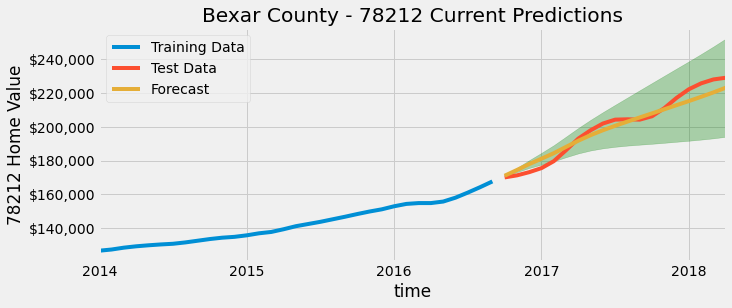 Bexar County - 78212 Current Predictions
Training Data
Test Data
Forecast
78212 Home Value
$240,000
$220,000
$200,000
$180,000
$160,000
$140,000
2014
2015
2016
2017
2018
time